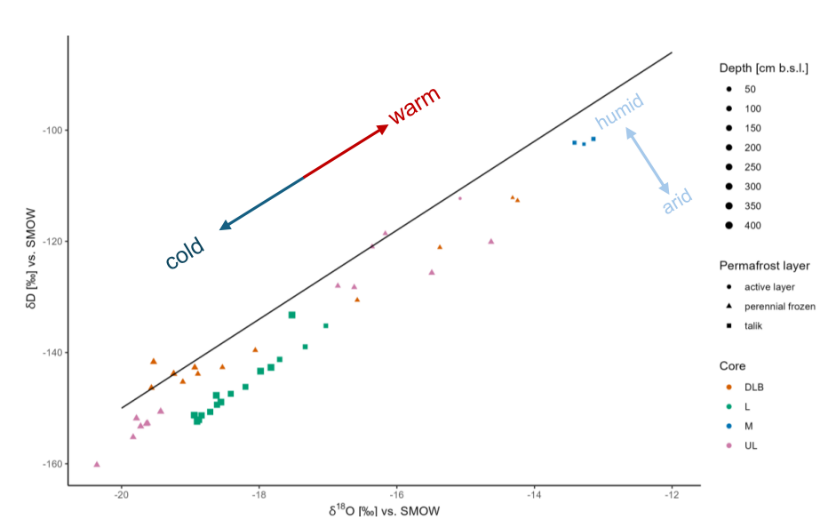 Depth [cm b.s.l.]
50
100
150
200
250
300
350
400
Permafrost layer
active layer
perennial frozen
talik
Core
DLB
L
M
UL
warm
cold
humid
arid
-100
-120
-140
-160
δD [‰] vs. SMOW
-20
-18
-16
-14
-12
δ¹⁸O [‰] vs. SMOW